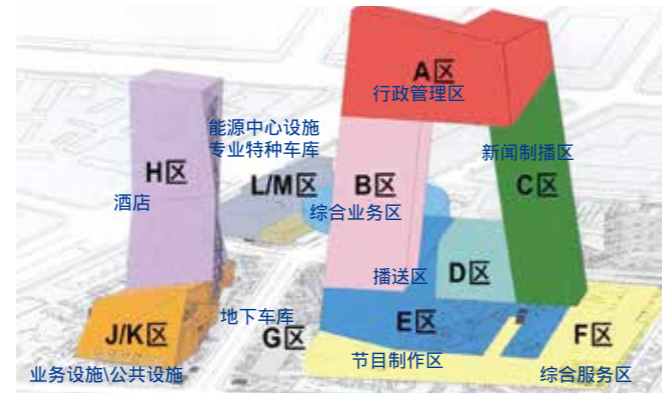 A区
行政管理区
能源中心设施
专业特种车库
新闻制播区
H区
L/M区
B区
C区
酒店
综合业务区
播送区
D区
地下车库
E区
J/K区
G区
F区
节目制作区
业务设施\公共设施
综合服务区